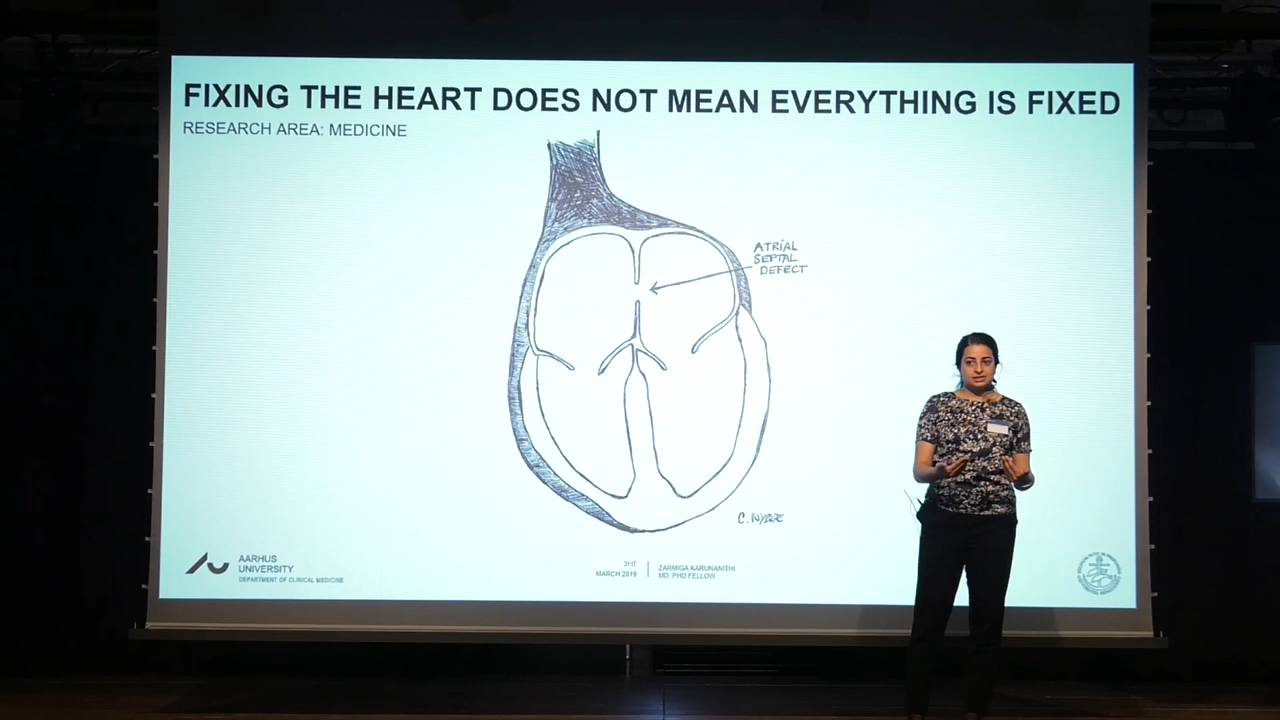 FIXING THE HEART DOES NOT MEAN EVERYTHING IS FIXED
RESEARCH AREA: MEDICINE
ATRIAL
SEPTAL
DEFECT
AARHUS
UNIVERSITY
DEPARTMENT OF CLINICAL MEDICINE
MARCH 2019
ZARMIGA KARUNANITHI
MD, PHD FELLOW